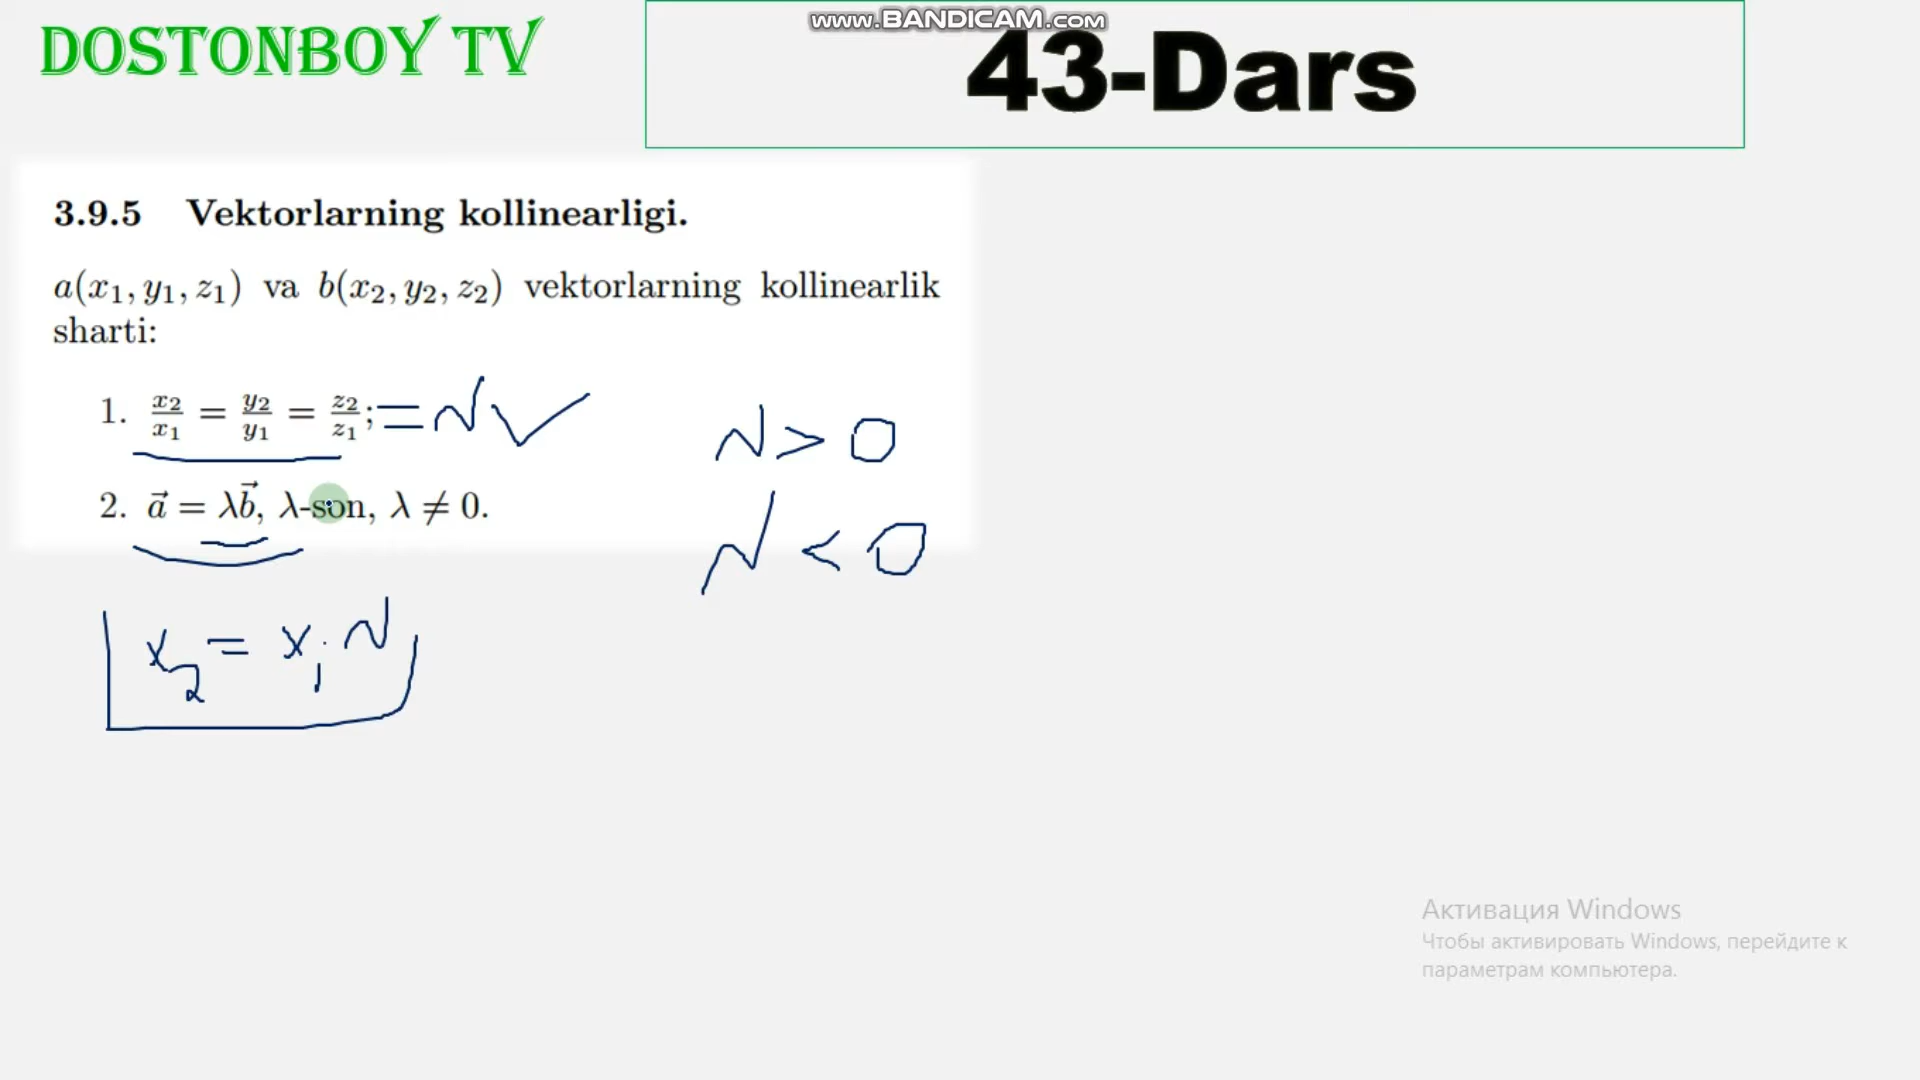 www.BANDICAM.com
DOSTONBOY TV
43-Dars
3.9.5 Vektorlarning kollinearligi.
a(x₁, y₁, z₁) va b(x₂, y₂, z₂) vektorlarning kollinearlik
sharti:
1. x₂/x₁ = y₂/y₁ = z₂/z₁; = N ✓
N > 0
2. a⃗ = λb⃗, λ-son, λ ≠ 0.
N < 0
x₂ = x₁ · N
Активация Windows
Чтобы активировать Windows, перейдите к
параметрам компьютера.